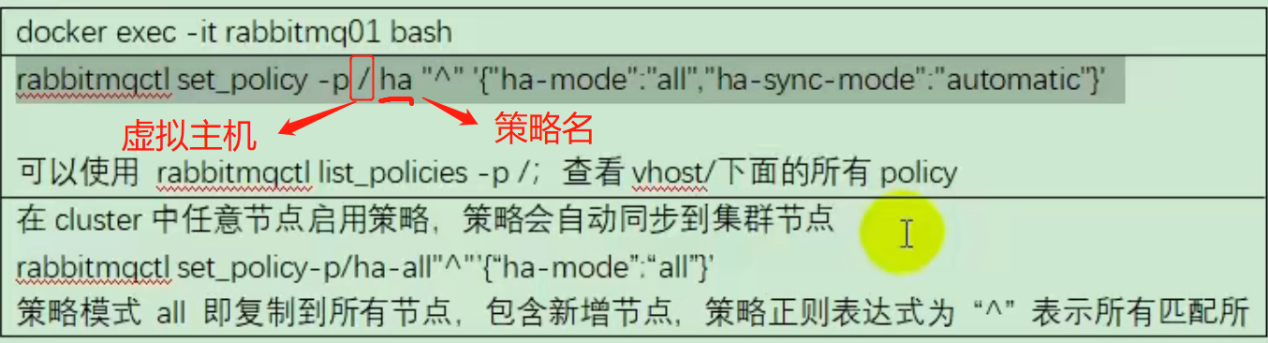 docker exec -it rabbitmq01 bash
rabbitmqctl set_policy -p / ha "^" '{"ha-mode":"all","ha-sync-mode":"automatic"}'
虚拟主机
策略名
可以使用 rabbitmqctl list_policies -p /；查看 vhost/下面的所有 policy
在 cluster 中任意节点启用策略，策略会自动同步到集群节点
rabbitmqctl set_policy-p/ha-all"^"'{“ha-mode”:“all”}’
策略模式 all 即复制到所有节点，包含新增节点，策略正则表达式为 “^” 表示所有匹配所